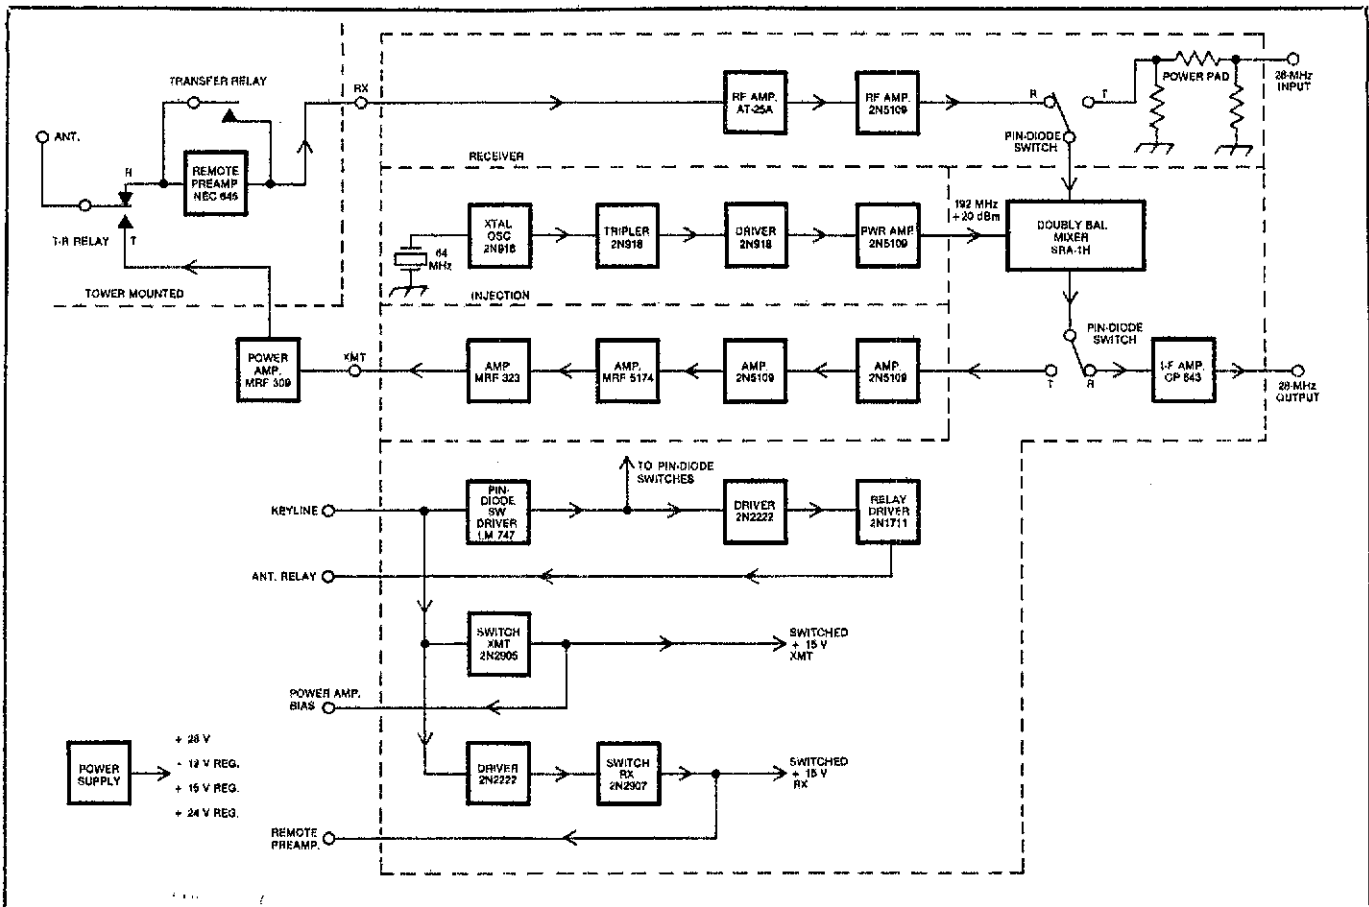 TRANSFER RELAY
ANT.
R
REMOTE
PREAMP
NEC 645
T-R RELAY
T
TOWER MOUNTED
RX
RF AMP.
AT-25A
RF AMP.
2N5109
R
T
POWER PAD
28-MHz
INPUT
PIN-DIODE
SWITCH
RECEIVER
XTAL
OSC
2N918
TRIPLER
2N918
DRIVER
2N918
PWR AMP.
2N5109
192 MHz
+20 dBm
DOUBLY BAL.
MIXER
SRA-1H
64
MHz
INJECTION
PIN-DIODE
SWITCH
POWER
AMP.
MRF 309
XMT
AMP
MRF 323
AMP.
MRF 5174
AMP.
2N5109
AMP.
2N5109
T
R
I-F AMP.
CP 643
28-MHz
OUTPUT
TO PIN-DIODE
SWITCHES
KEYLINE
PIN-
DIODE
SW
DRIVER
LM 747
DRIVER
2N2222
RELAY
DRIVER
2N1711
ANT. RELAY
SWITCH
XMT
2N2905
SWITCHED
+ 15 V
XMT
POWER AMP.
BIAS
POWER
SUPPLY
+ 28 V
- 12 V REG.
+ 15 V REG.
+ 24 V REG.
DRIVER
2N2222
SWITCH
RX
2N2907
SWITCHED
+ 15 V
RX
REMOTE
PREAMP.